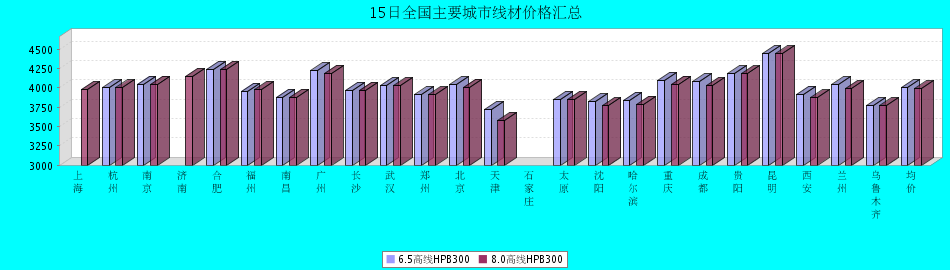 15日全国主要城市线材价格汇总
4500
4250
4000
3750
3500
3250
3000
上海
杭州
南京
济南
合肥
福州
南昌
广州
长沙
武汉
郑州
北京
天津
石家庄
太原
沈阳
哈尔滨
重庆
成都
贵阳
昆明
西安
兰州
乌鲁木齐
均价
6.5高线HPB300
8.0高线HPB300